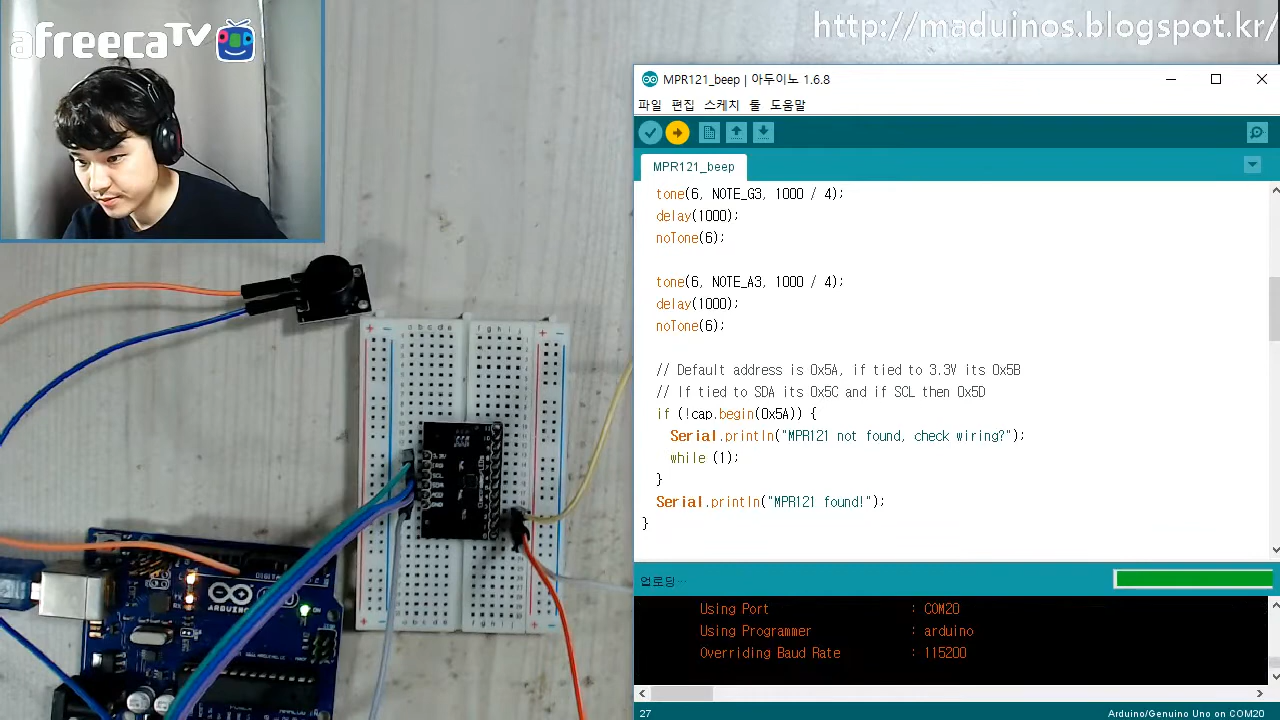 afreecaTV
http://maduinos.blogspot.kr/
MPR121_beep | 아두이노 1.6.8
파일 편집 스케치 툴 도움말
MPR121_beep
tone(6, NOTE_G3, 1000 / 4);
delay(1000);
noTone(6);
tone(6, NOTE_A3, 1000 / 4);
delay(1000);
noTone(6);
// Default address is 0x5A, if tied to 3.3V its 0x5B
// If tied to SDA its 0x5C and if SCL then 0x5D
if (!cap.begin(0x5A)) {
Serial.println("MPR121 not found, check wiring?");
while (1);
}
Serial.println("MPR121 found!");
}
업로딩...
Using Port : COM20
Using Programmer : arduino
Overriding Baud Rate : 115200
27
Arduino/Genuino Uno on COM20
ARDUINO